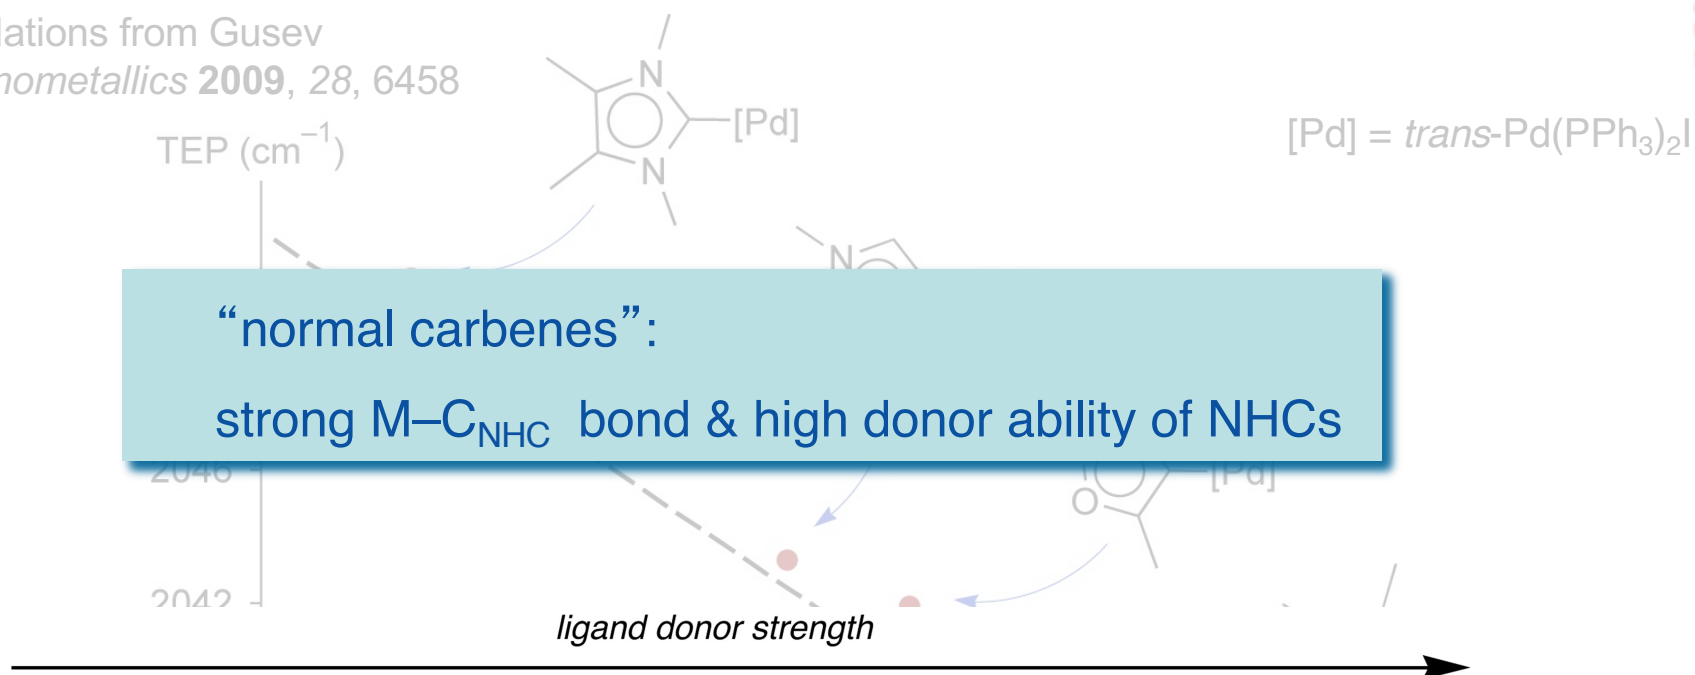 lations from Gusev
nometallics 2009, 28, 6458
N
[Pd]
[Pd] = trans-Pd(PPh₃)₂I
TEP (cm⁻¹)
N
N
“normal carbenes”:
strong M–C_NHC bond & high donor ability of NHCs
2046
[Pd]
O
2042
ligand donor strength